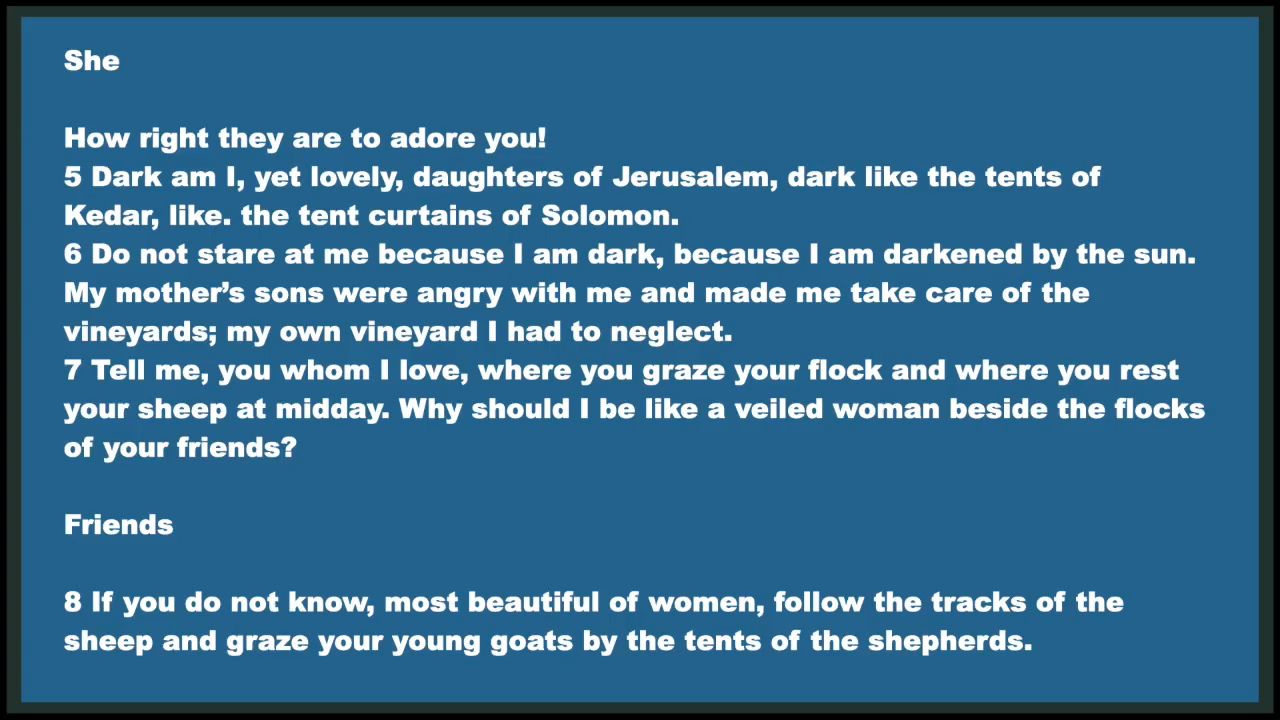 She
How right they are to adore you!
5 Dark am I, yet lovely, daughters of Jerusalem, dark like the tents of
Kedar, like. the tent curtains of Solomon.
6 Do not stare at me because I am dark, because I am darkened by the sun.
My mother’s sons were angry with me and made me take care of the
vineyards; my own vineyard I had to neglect.
7 Tell me, you whom I love, where you graze your flock and where you rest
your sheep at midday. Why should I be like a veiled woman beside the flocks
of your friends?
Friends
8 If you do not know, most beautiful of women, follow the tracks of the
sheep and graze your young goats by the tents of the shepherds.